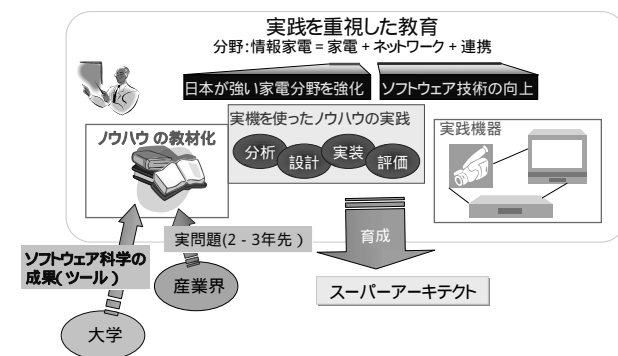 実践を重視した教育
分野:情報家電 = 家電 + ネットワーク + 連携
日本が強い家電分野を強化
ソフトウェア技術の向上
実機を使ったノウハウの実践
分析
設計
実装
評価
ノウハウ の教材化
実践機器
実問題(2 - 3年先 )
育成
ソフトウェア科学の
成果(ツール )
産業界
スーパーアーキテクト
大学